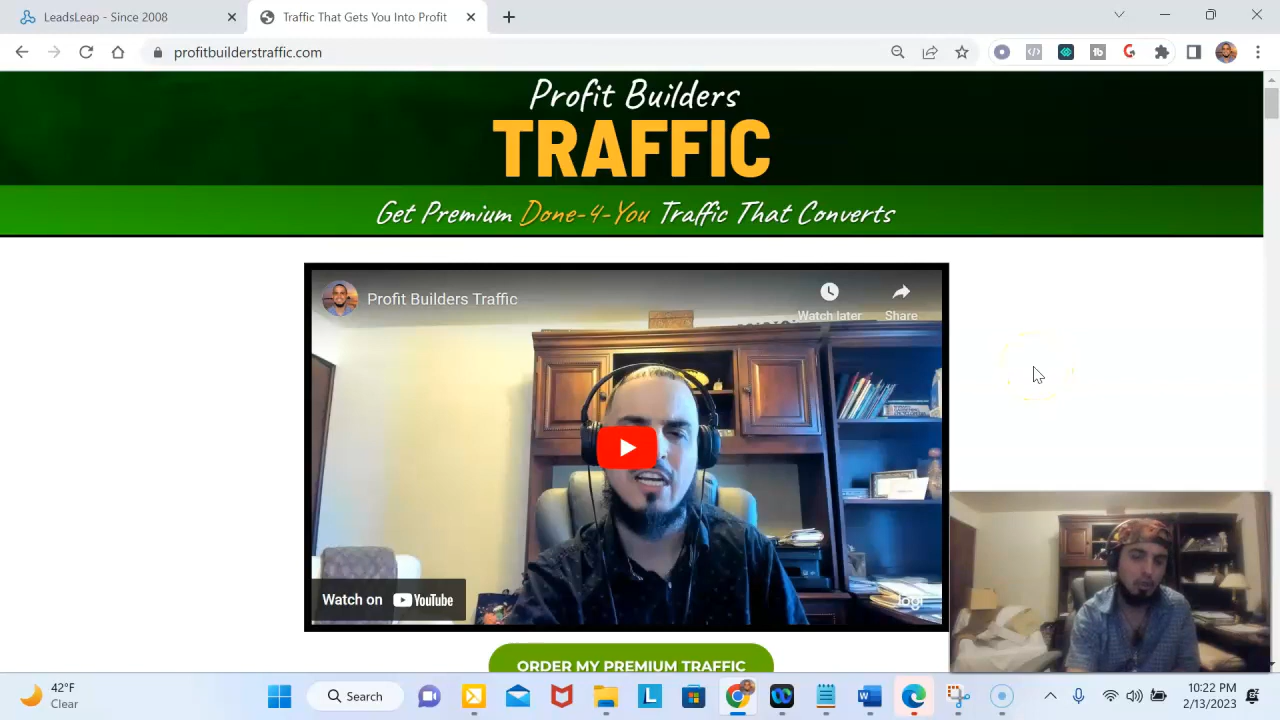 LeadsLeap - Since 2008
Traffic That Gets You Into Profit
profitbuilderstraffic.com
Profit Builders
TRAFFIC
Get Premium Done-4-You Traffic That Converts
Profit Builders Traffic
Watch later
Share
Watch on YouTube
logi
ORDER MY PREMIUM TRAFFIC
42°F
Clear
Search
10:22 PM
2/13/2023